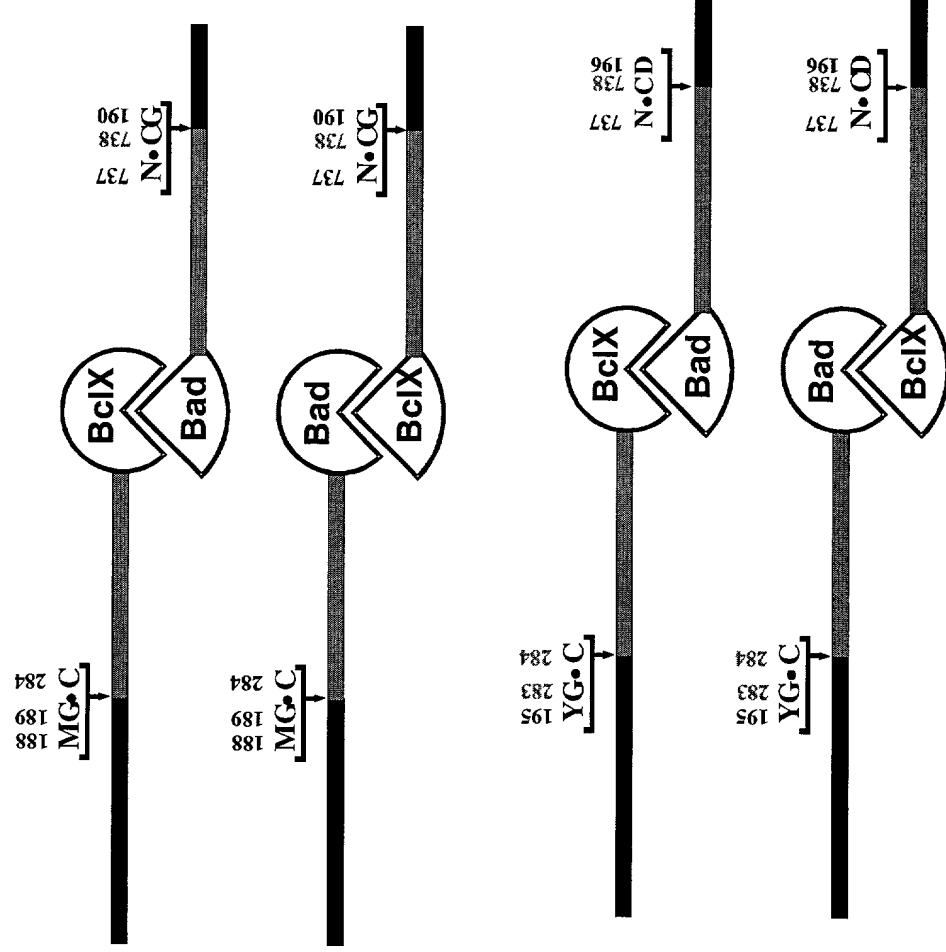 188 189 284
MG•C
BclX
Bad
737 738 190
N•CG
188 189 284
MG•C
Bad
BclX
737 738 190
N•CG
195 283 284
YG•C
BclX
Bad
737 738 196
N•CD
195 283 284
YG•C
Bad
BclX
737 738 196
N•CD